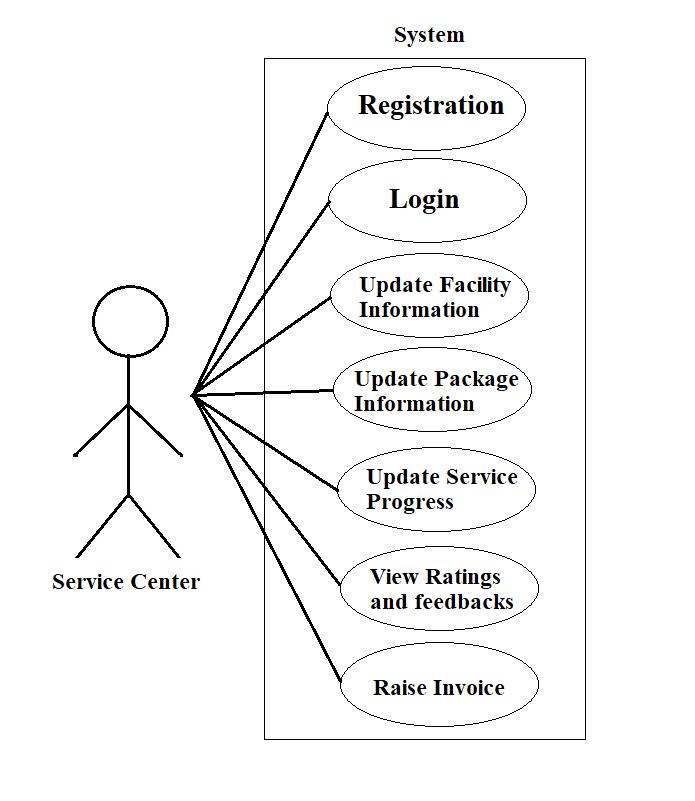 System
Registration
Login
Update Facility
Information
Update Package
Information
Update Service
Progress
View Ratings
and feedbacks
Service Center
Raise Invoice